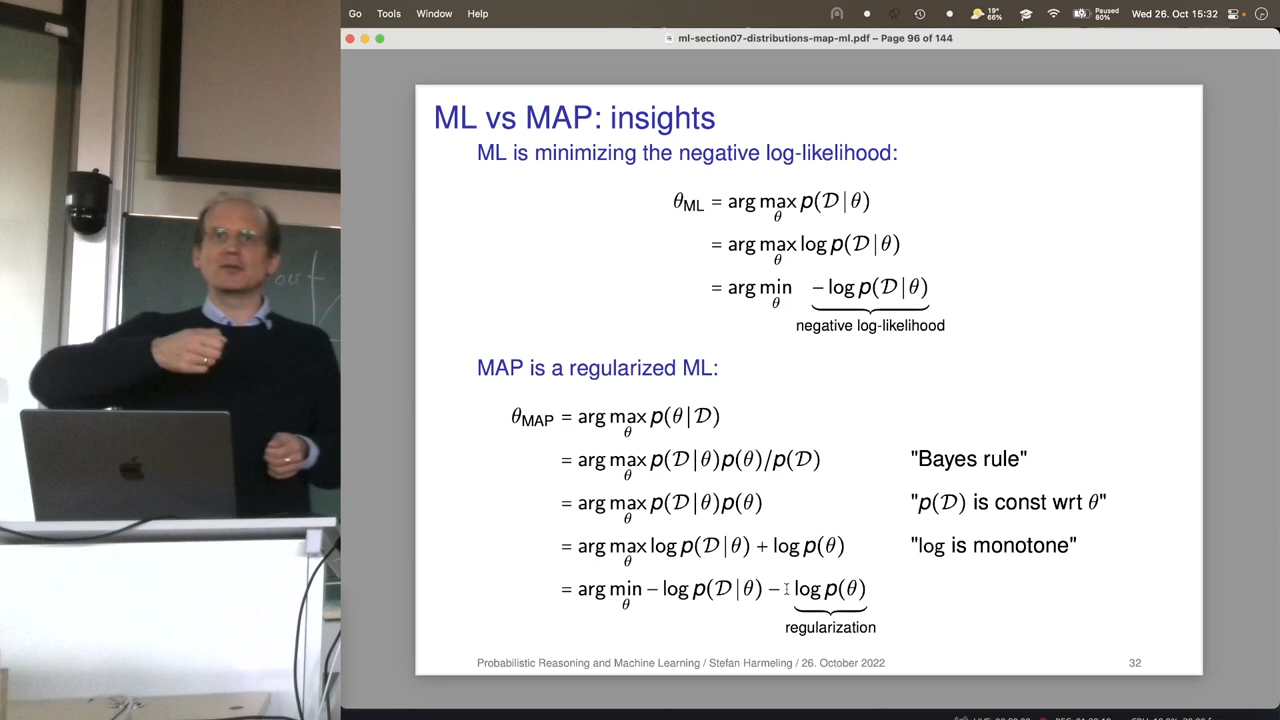 Go Tools Window Help 19° 66% Paused 80% Wed 26. Oct 15:32
ml-section07-distributions-map-ml.pdf – Page 96 of 144
ML vs MAP: insights
ML is minimizing the negative log-likelihood:
θ_ML = arg max_θ p(𝒟|θ)
= arg max_θ log p(𝒟|θ)
= arg min_θ − log p(𝒟|θ)
negative log-likelihood
MAP is a regularized ML:
θ_MAP = arg max_θ p(θ|𝒟)
= arg max_θ p(𝒟|θ)p(θ)/p(𝒟) "Bayes rule"
= arg max_θ p(𝒟|θ)p(θ) "p(𝒟) is const wrt θ"
= arg max_θ log p(𝒟|θ) + log p(θ) "log is monotone"
= arg min_θ − log p(𝒟|θ) − log p(θ)
regularization
Probabilistic Reasoning and Machine Learning / Stefan Harmeling / 26. October 2022 32